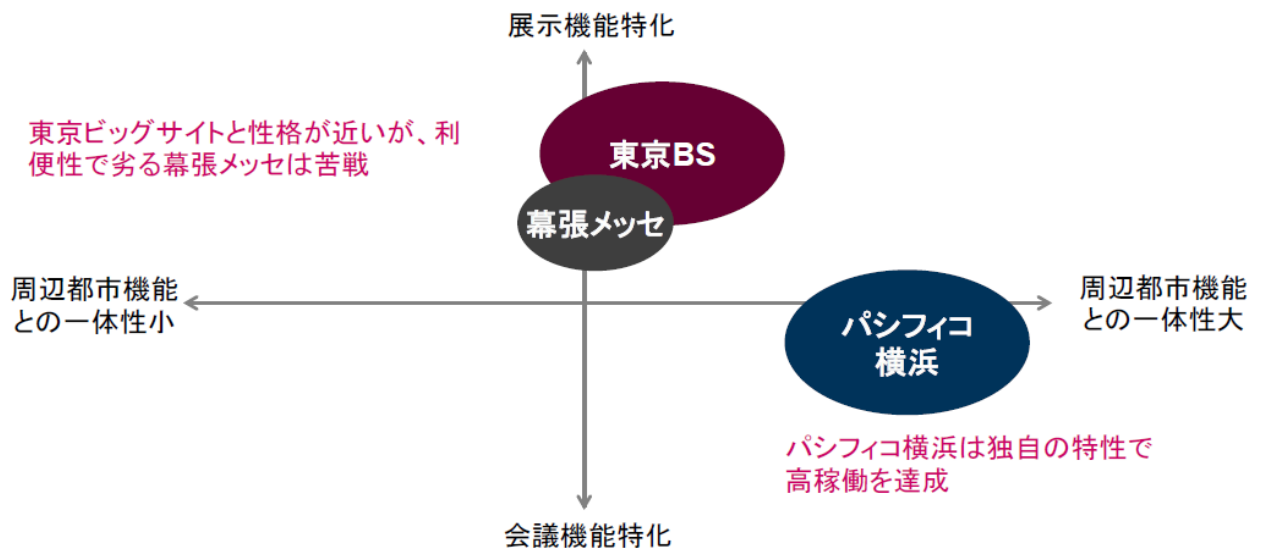 展示機能特化
東京ビッグサイトと性格が近いが、利
便性で劣る幕張メッセは苦戦
東京BS
幕張メッセ
周辺都市機能
との一体性小
周辺都市機能
との一体性大
パシフィコ
横浜
パシフィコ横浜は独自の特性で
高稼働を達成
会議機能特化